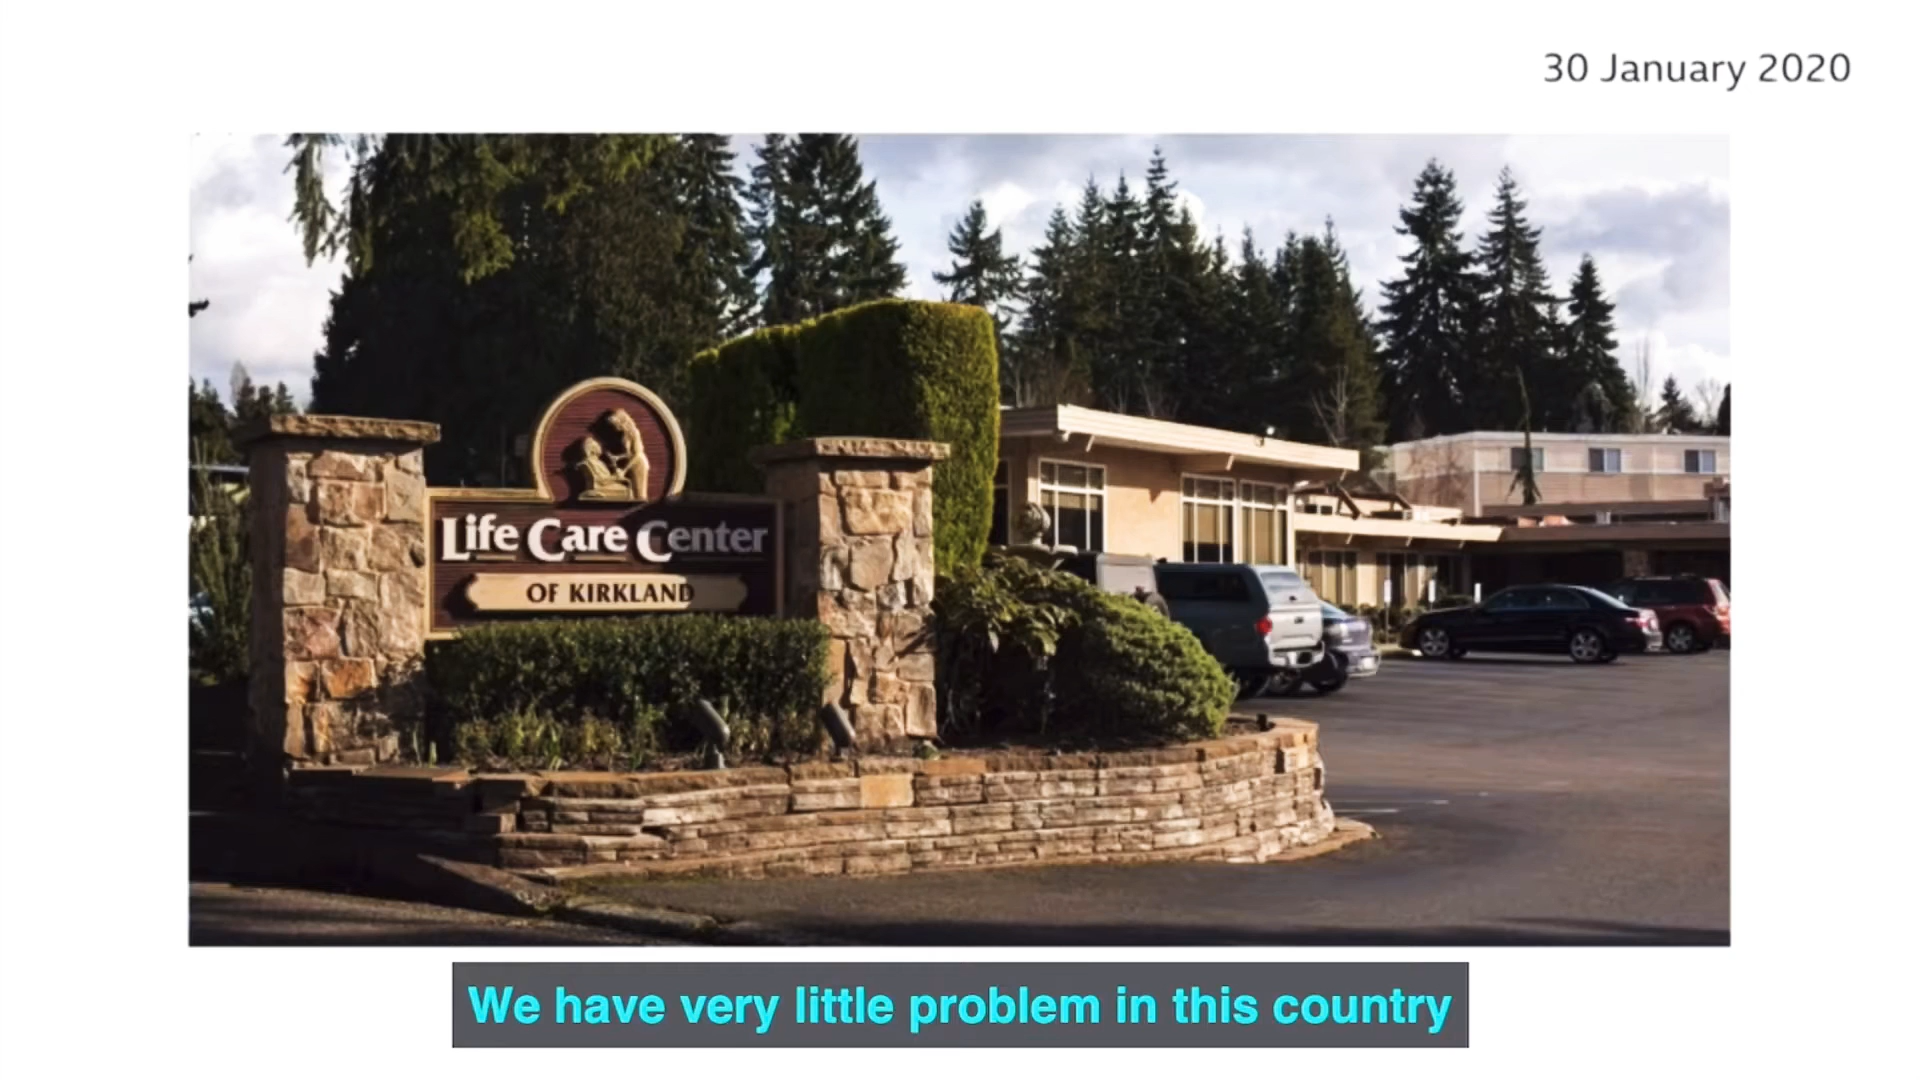 30 January 2020
Life Care Center
OF KIRKLAND
We have very little problem in this country